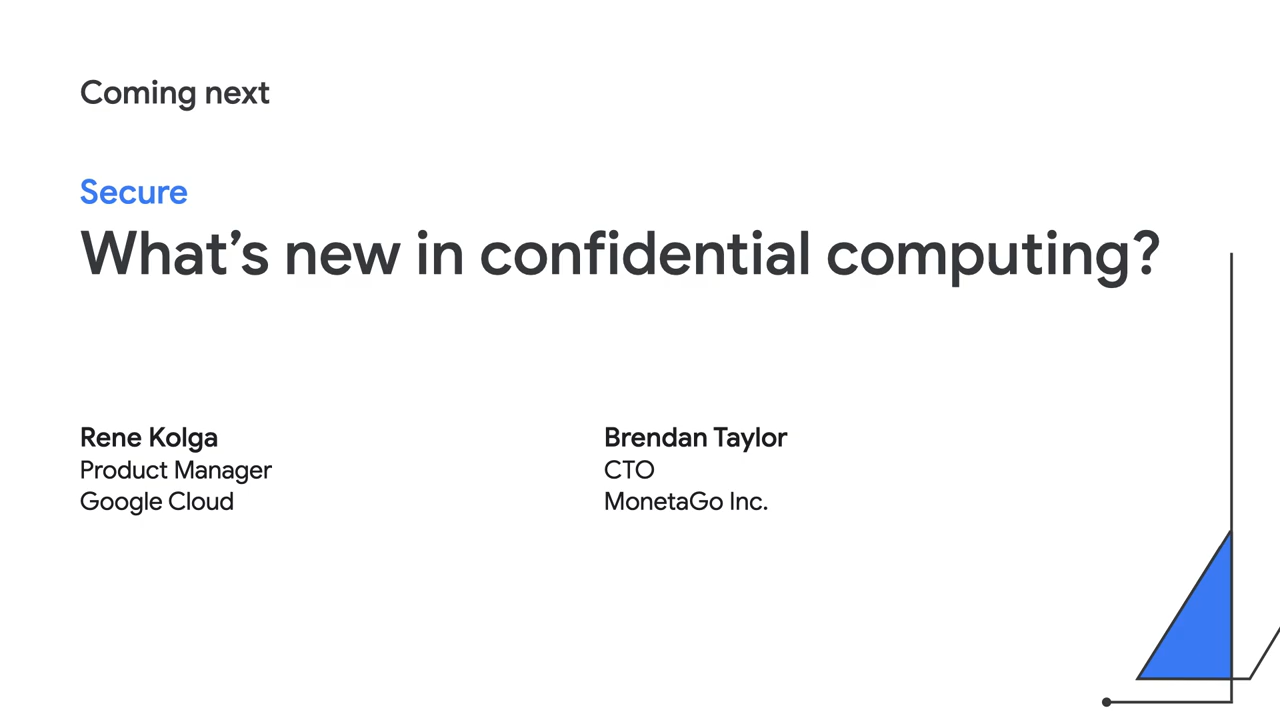 Coming next
Secure
What’s new in confidential computing?
Rene Kolga
Product Manager
Google Cloud
Brendan Taylor
CTO
MonetaGo Inc.